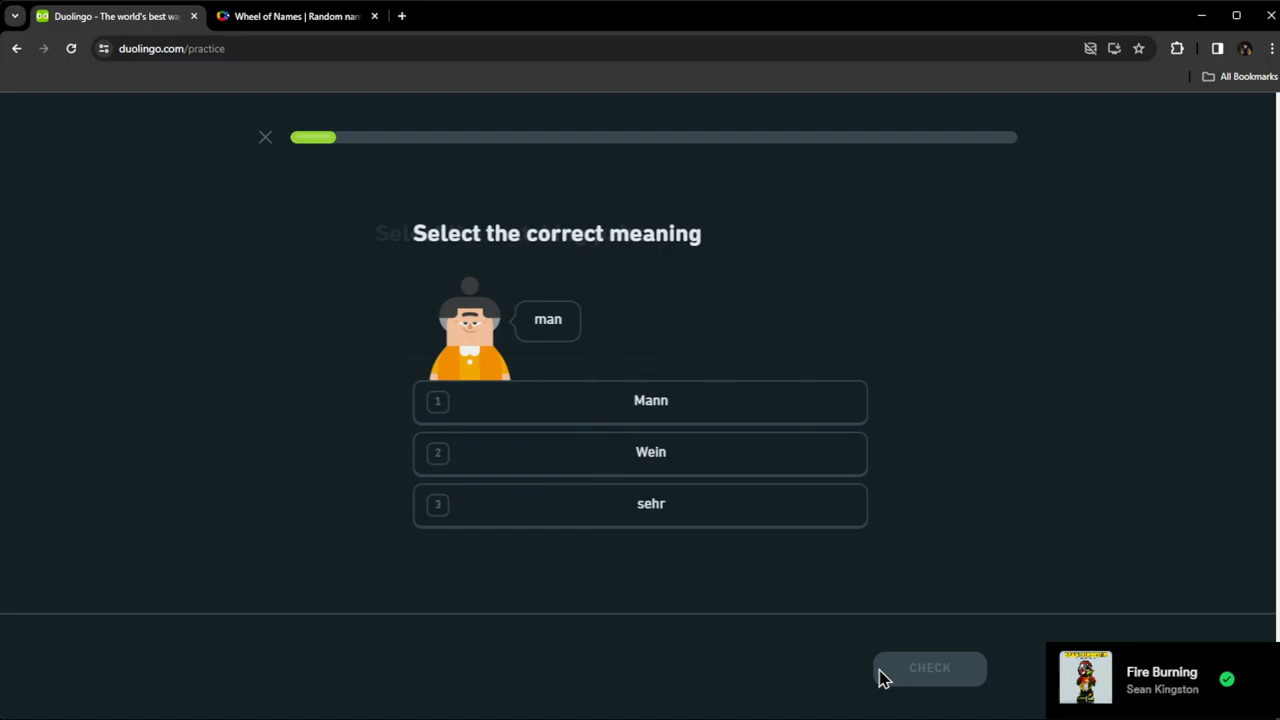 Duolingo - The world's best wa
Wheel of Names | Random nam
duolingo.com/practice
All Bookmarks
Select the correct meaning
man
1 Mann
2 Wein
3 sehr
CHECK
Fire Burning
Sean Kingston